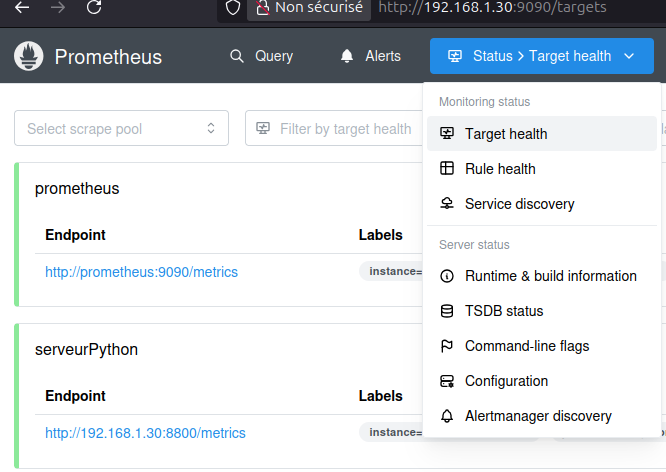 Non sécurisé http://192.168.1.30:9090/targets
Prometheus Query Alerts Status > Target health
Monitoring status
Select scrape pool Filter by target health
Target health
Rule health
Service discovery
prometheus
Endpoint Labels
http://prometheus:9090/metrics instance=
Server status
Runtime & build information
TSDB status
Command-line flags
Configuration
Alertmanager discovery
serveurPython
Endpoint Labels
http://192.168.1.30:8800/metrics instance=